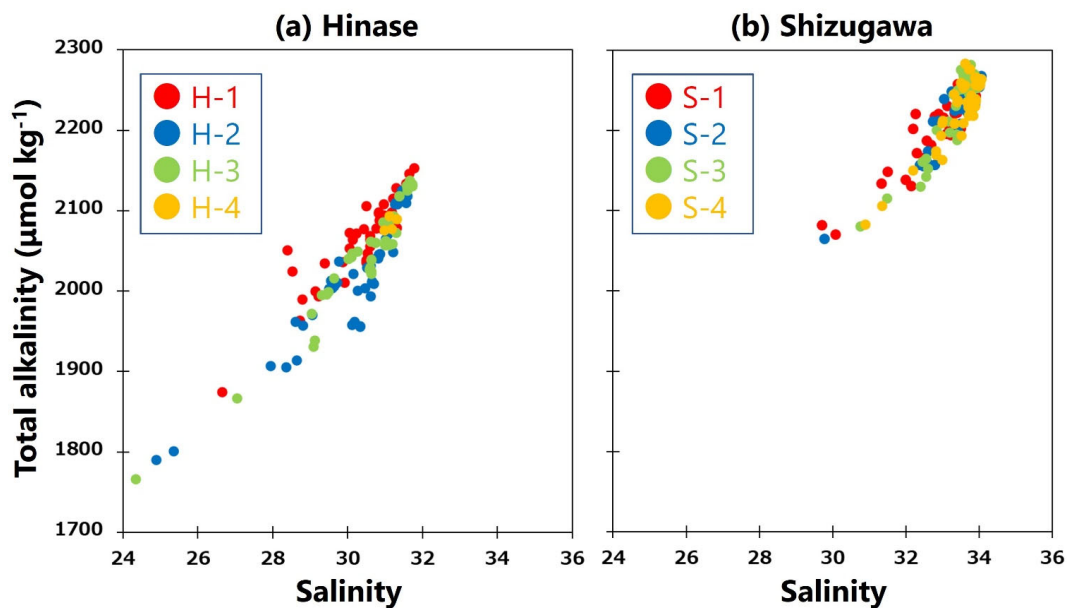 (a) Hinase
(b) Shizugawa
Total alkalinity (µmol kg⁻¹)
2300
2200
2100
2000
1900
1800
1700
H-1
H-2
H-3
H-4
S-1
S-2
S-3
S-4
24 26 28 30 32 34 36
24 26 28 30 32 34 36
Salinity
Salinity